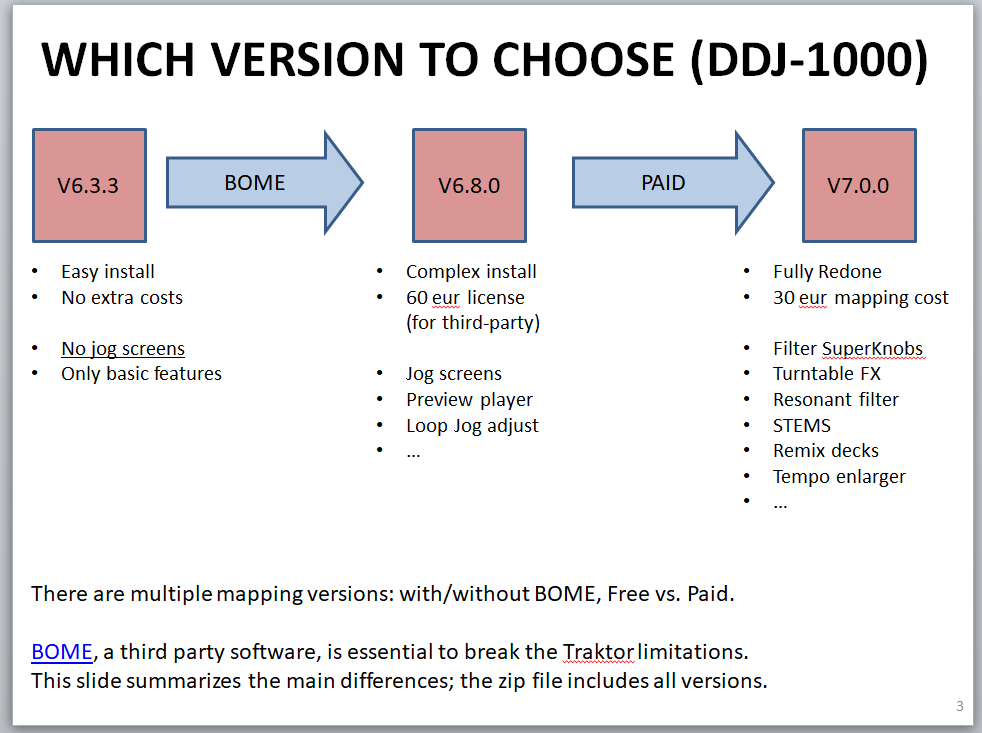 WHICH VERSION TO CHOOSE (DDJ-1000)
V6.3.3
BOME
V6.8.0
PAID
V7.0.0
• Easy install
• No extra costs
• No jog screens
• Only basic features
• Complex install
• 60 eur license
(for third-party)
• Jog screens
• Preview player
• Loop Jog adjust
• ...
• Fully Redone
• 30 eur mapping cost
• Filter SuperKnobs
• Turntable FX
• Resonant filter
• STEMS
• Remix decks
• Tempo enlarger
• ...
There are multiple mapping versions: with/without BOME, Free vs. Paid.
BOME, a third party software, is essential to break the Traktor limitations.
This slide summarizes the main differences; the zip file includes all versions.
3